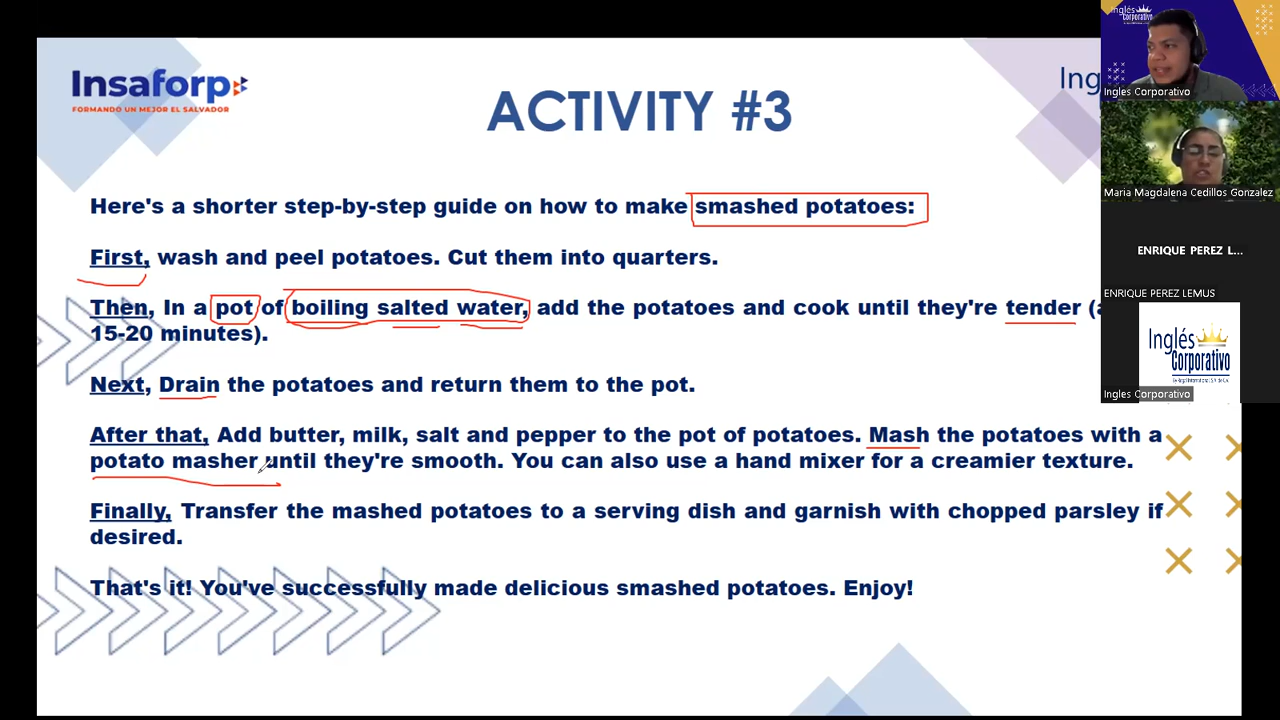 Insaforp
FORMANDO UN MEJOR EL SALVADOR
ACTIVITY #3
Ing
Here's a shorter step-by-step guide on how to make smashed potatoes:
First, wash and peel potatoes. Cut them into quarters.
Then, In a pot of boiling salted water, add the potatoes and cook until they're tender (a
15-20 minutes).
Next, Drain the potatoes and return them to the pot.
After that, Add butter, milk, salt and pepper to the pot of potatoes. Mash the potatoes with a
potato masher until they're smooth. You can also use a hand mixer for a creamier texture.
Finally, Transfer the mashed potatoes to a serving dish and garnish with chopped parsley if
desired.
That's it! You've successfully made delicious smashed potatoes. Enjoy!
Inglés
Corporativo
Ingles Corporativo
Maria Magdalena Cedillos Gonzalez
ENRIQUE PEREZ L...
ENRIQUE PEREZ LEMUS
Inglés
Corporativo
Ingles Corporativo